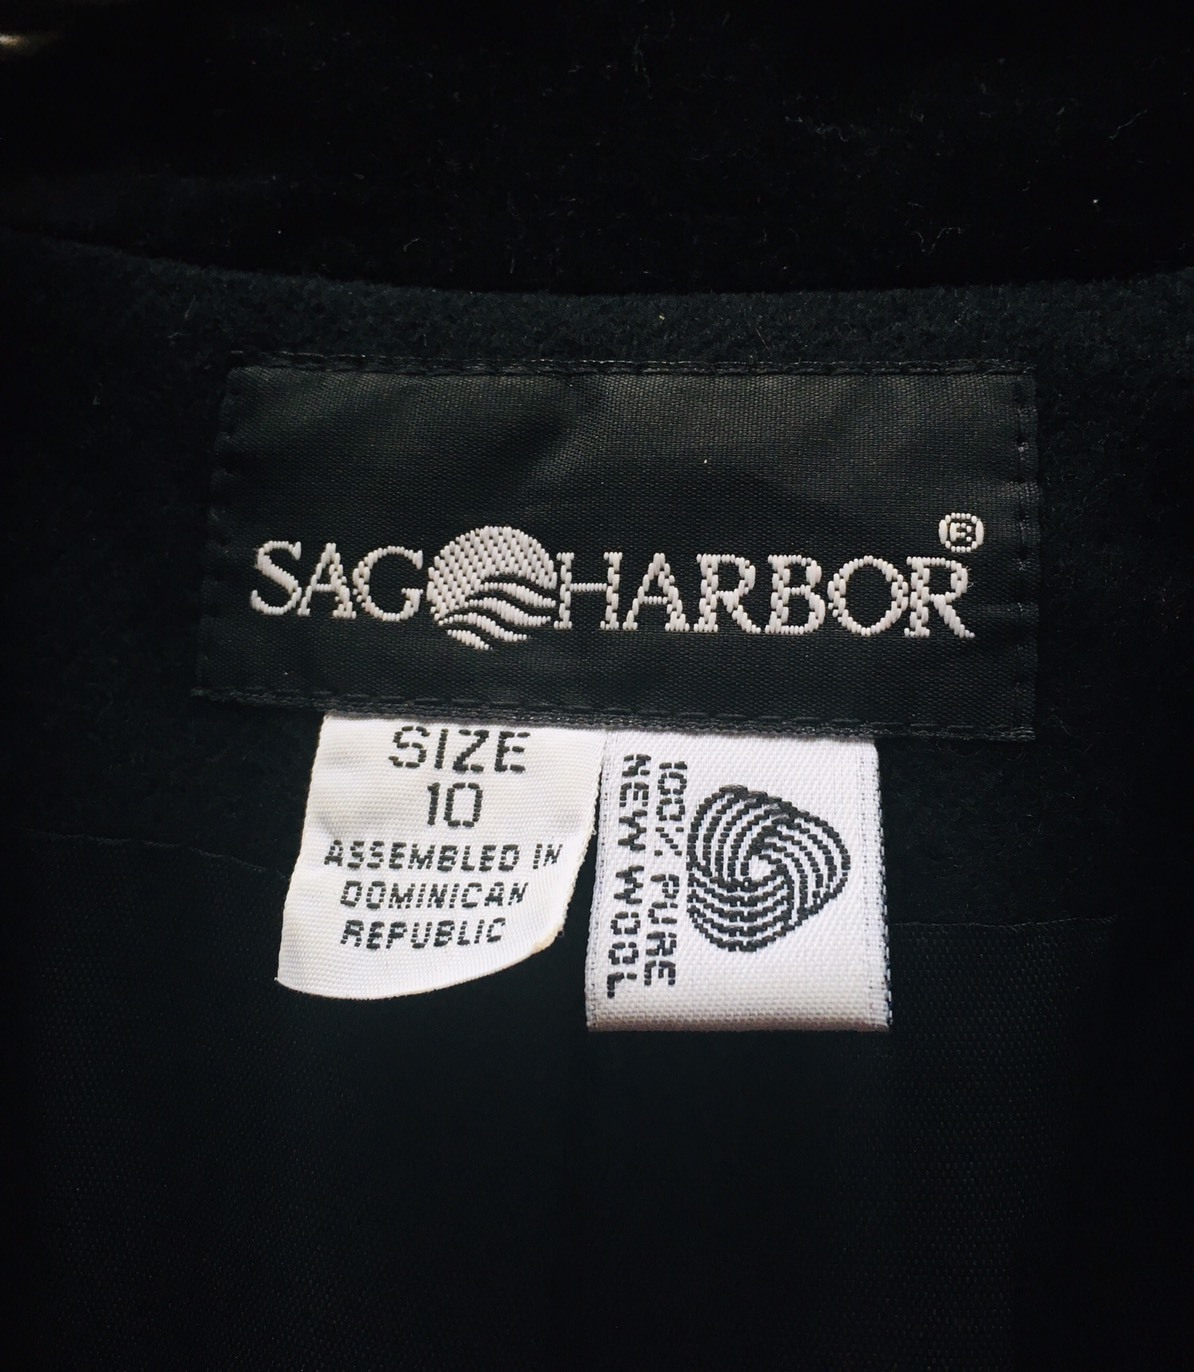 SAG HARBOR®
SIZE
10
ASSEMBLED IN
DOMINICAN
REPUBLIC
100% PURE
NEW WOOL